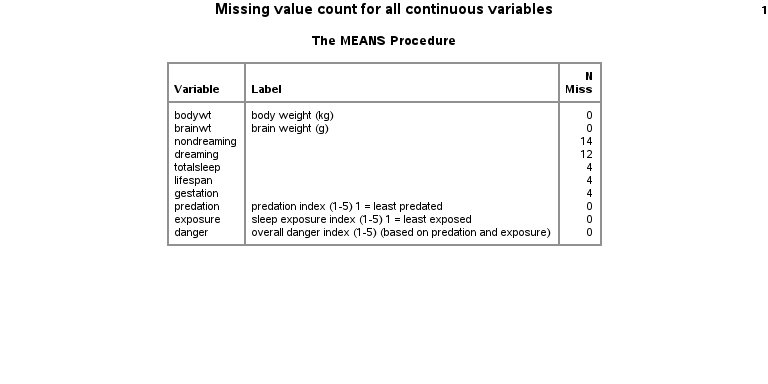 Missing value count for all continuous variables 1
The MEANS Procedure
Variable Label N Miss
bodywt body weight (kg) 0
brainwt brain weight (g) 0
nondreaming 14
dreaming 12
totalsleep 4
lifespan 4
gestation 4
predation predation index (1-5) 1 = least predated 0
exposure sleep exposure index (1-5) 1 = least exposed 0
danger overall danger index (1-5) (based on predation and exposure) 0